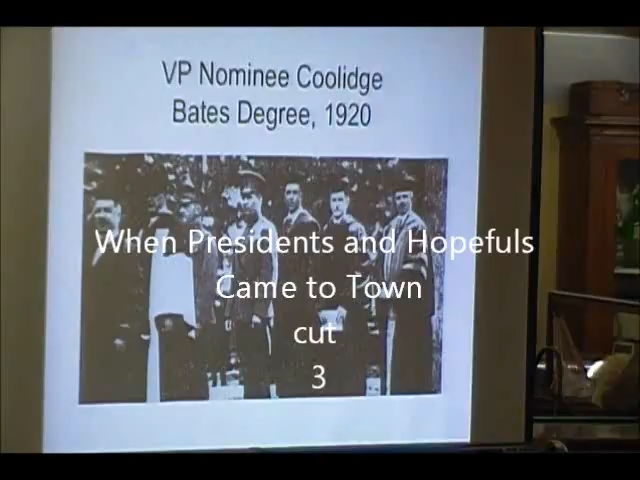 VP Nominee Coolidge
Bates Degree, 1920
When Presidents and Hopefuls
Came to Town
cut
3